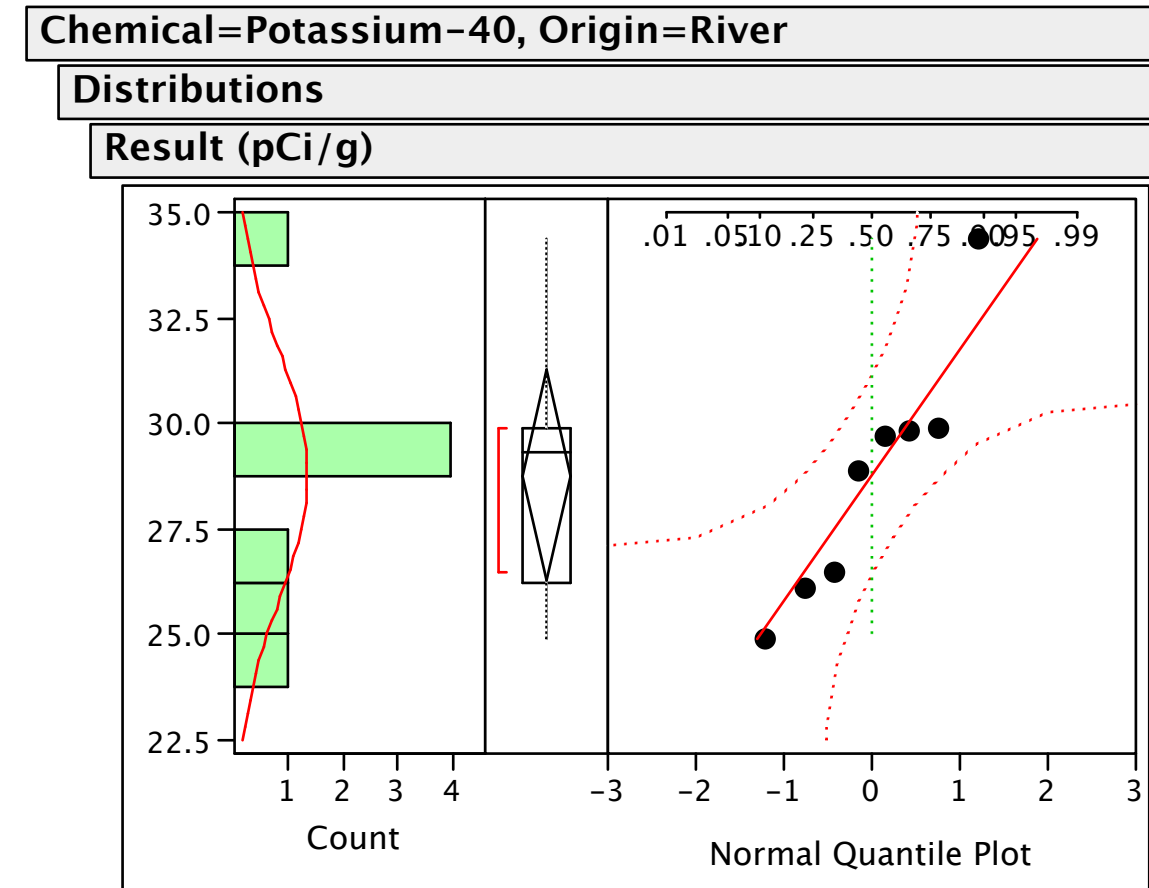 Chemical=Potassium-40, Origin=River
Distributions
Result (pCi/g)
35.0
32.5
30.0
27.5
25.0
22.5
.01 .05 .10 .25 .50 .75 .90 .95 .99
1 2 3 4
-3 -2 -1 0 1 2 3
Count
Normal Quantile Plot